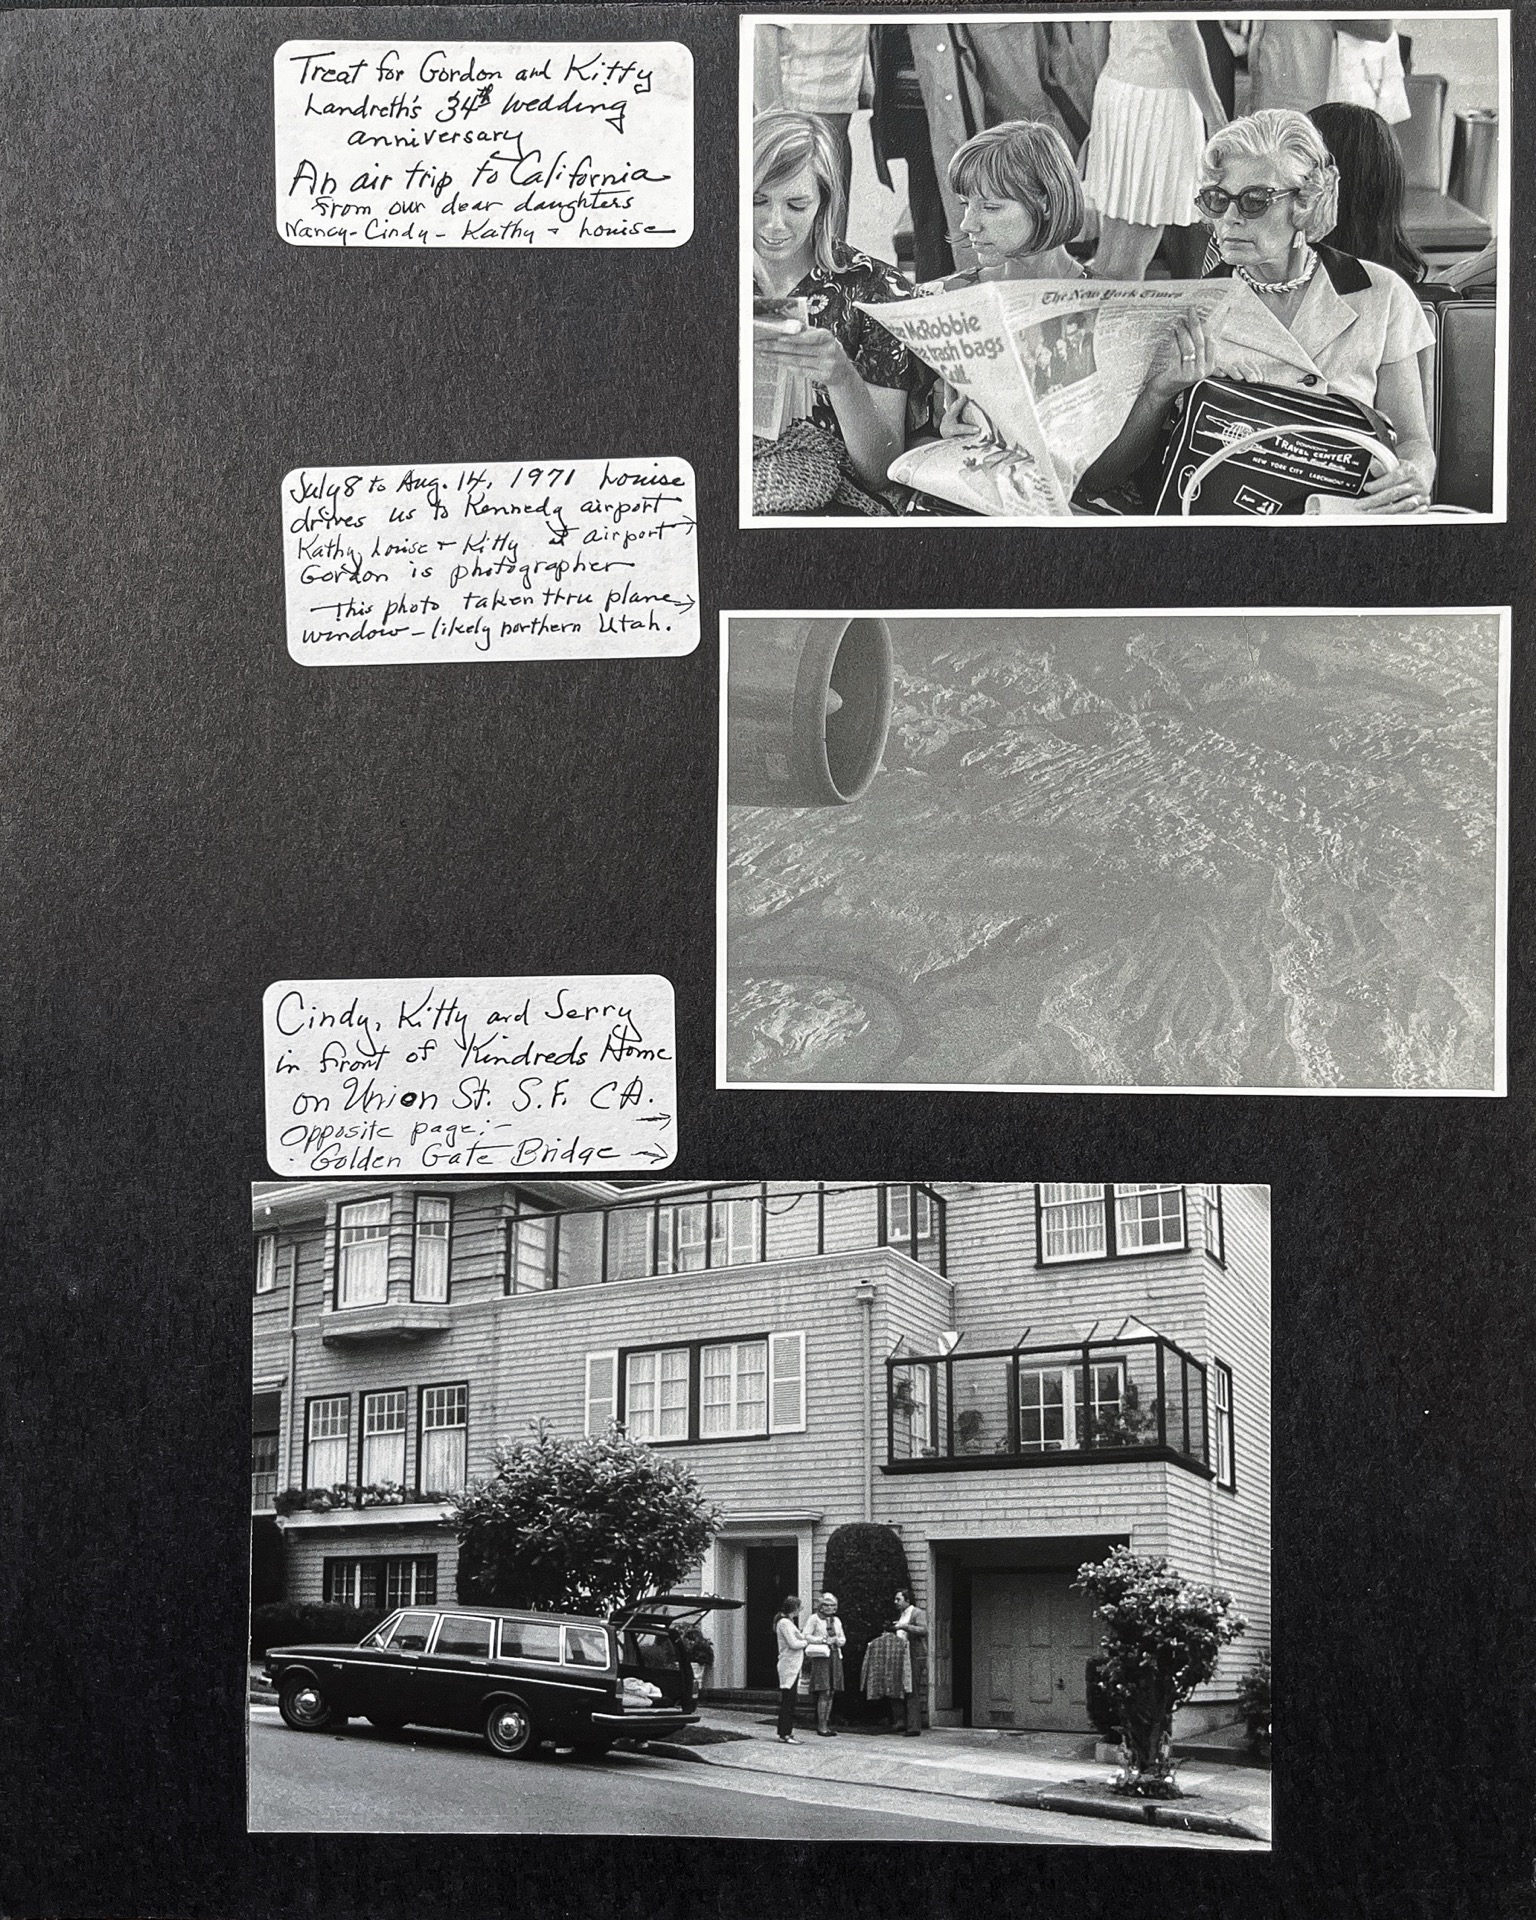 Treat for Gordon and Kitty
Landreth's 34th wedding
anniversary
An air trip to California
from our dear daughters
Nancy - Cindy - Kathy + Louise
The New York Times
McRobbie
trash bags
TRAVEL CENTER
NEW YORK CITY LARCHMONT N.Y.
July 8 to Aug. 14, 1971 Louise
drives us to Kennedy airport
Kathy, Louise + Kitty at airport →
Gordon is photographer
This photo taken thru plane →
window - likely northern Utah.
Cindy, Kitty and Jerry
in front of Kindreds Home
on Union St. S.F. CA.
→
Opposite page:-
Golden Gate Bridge →